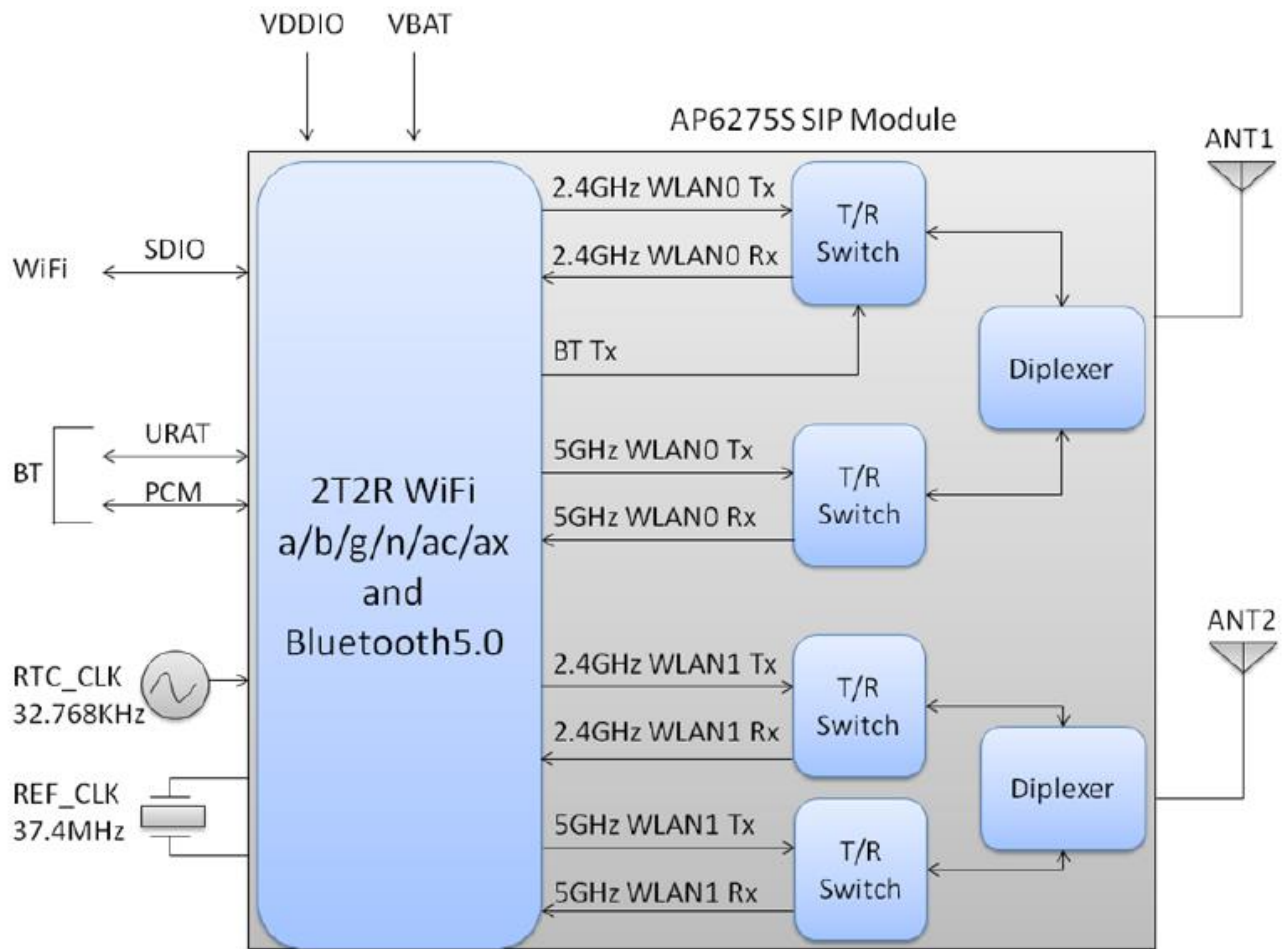 VDDIO
VBAT
AP6275S SIP Module
ANT1
2.4GHz WLAN0 Tx
T/R
Switch
2.4GHz WLAN0 Rx
WiFi
SDIO
BT Tx
Diplexer
BT
URAT
PCM
5GHz WLAN0 Tx
T/R
Switch
5GHz WLAN0 Rx
2T2R WiFi
a/b/g/n/ac/ax
and
Bluetooth5.0
ANT2
RTC_CLK
32.768KHz
2.4GHz WLAN1 Tx
T/R
Switch
2.4GHz WLAN1 Rx
REF_CLK
37.4MHz
Diplexer
5GHz WLAN1 Tx
T/R
Switch
5GHz WLAN1 Rx